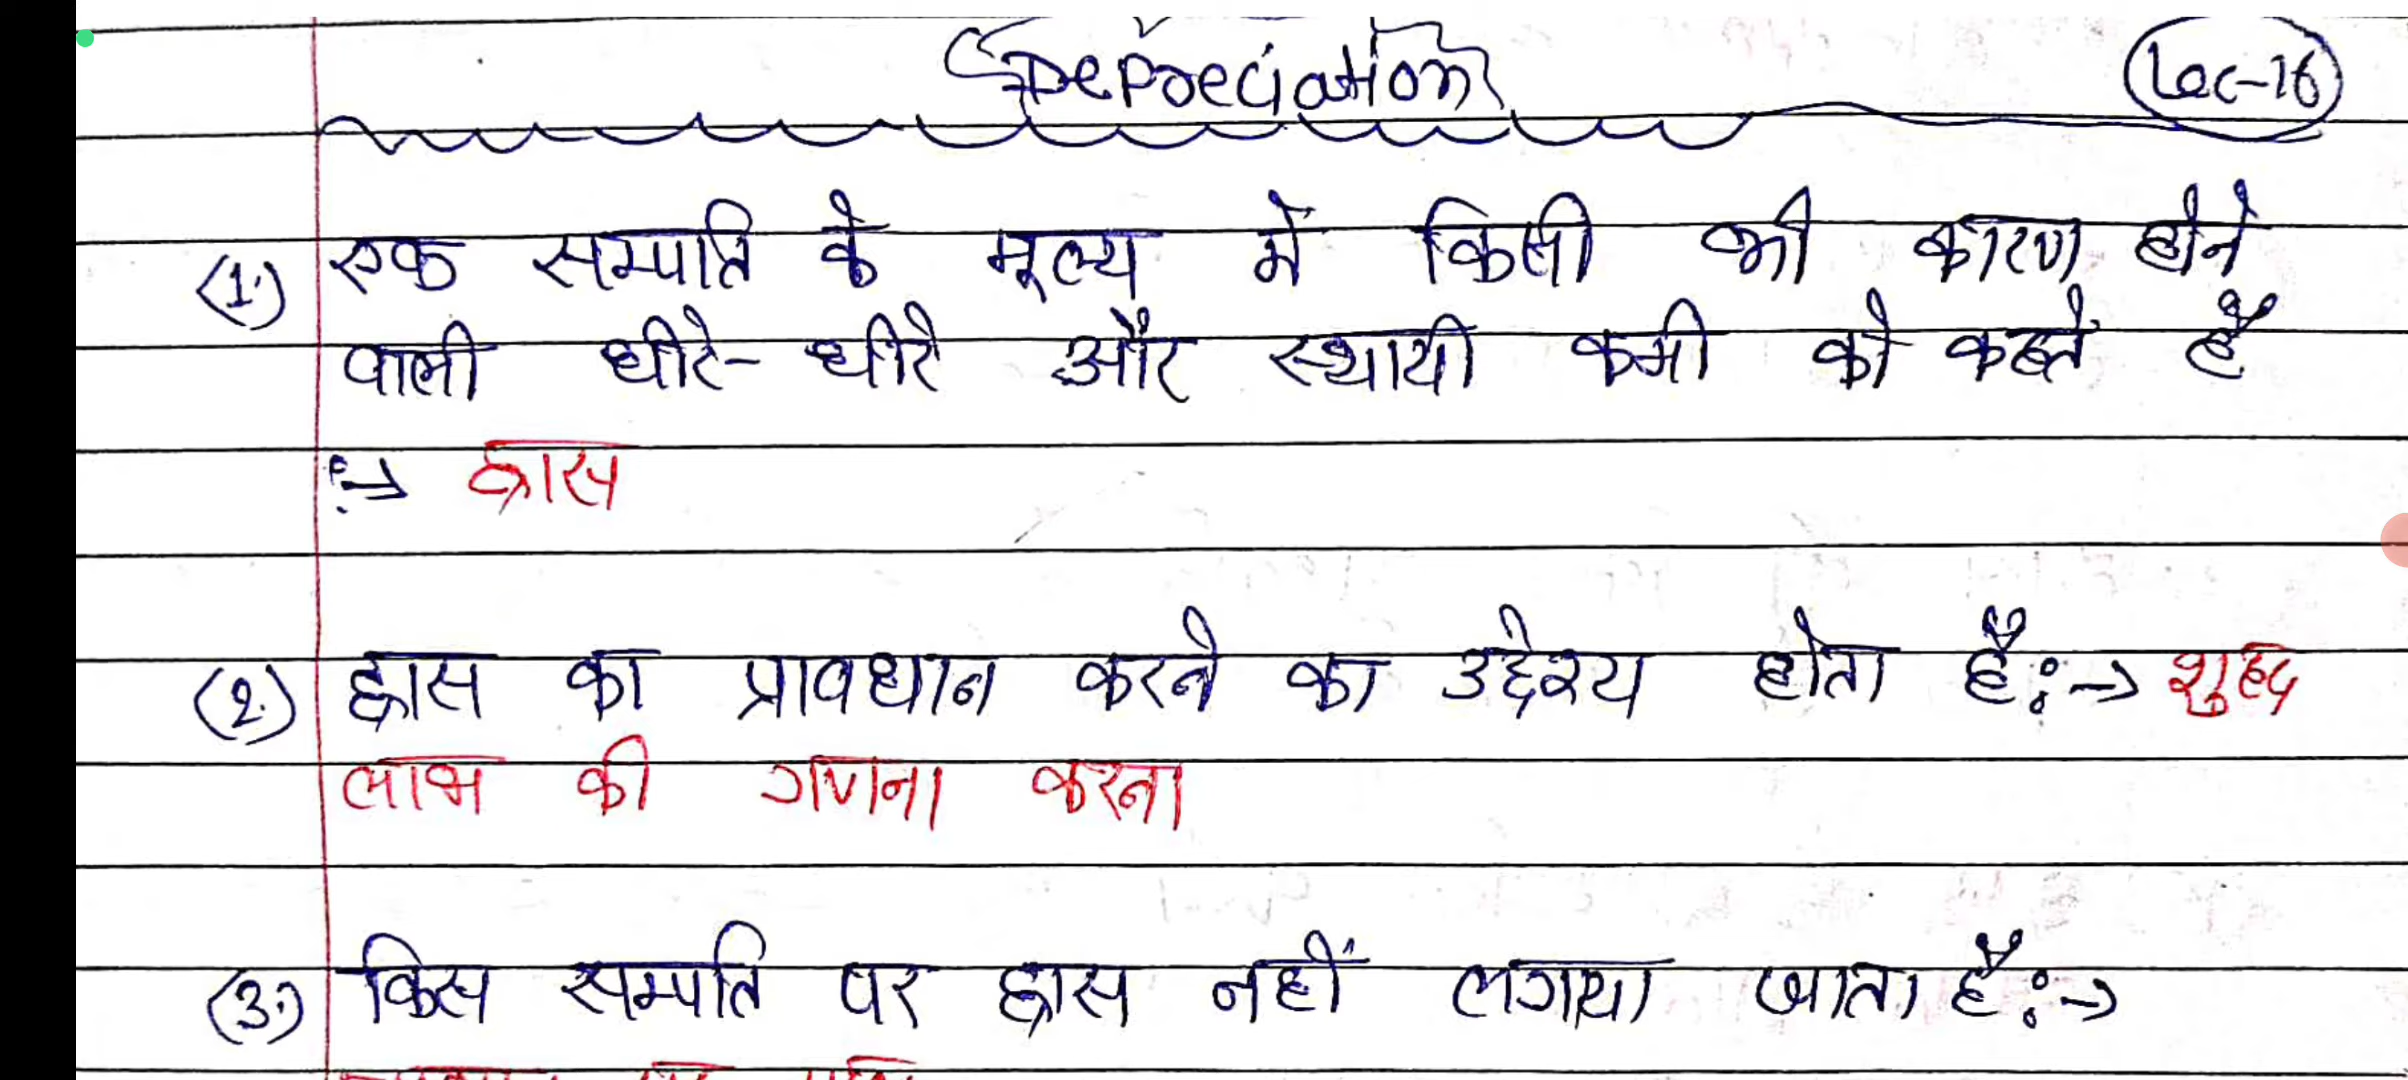 Depreciation
Lec-16
(1.) एक सम्पति के मूल्य में किसी भी कारण होने
वाली धीरे-धीरे और स्थायी कमी को कहते हैं
:→ ह्रास
(2.) ह्रास का प्रावधान करने का उद्देश्य होता है:→ शुद्ध
लाभ की गणना करना
(3.) किस सम्पति पर ह्रास नहीं लगाया जाता है:→